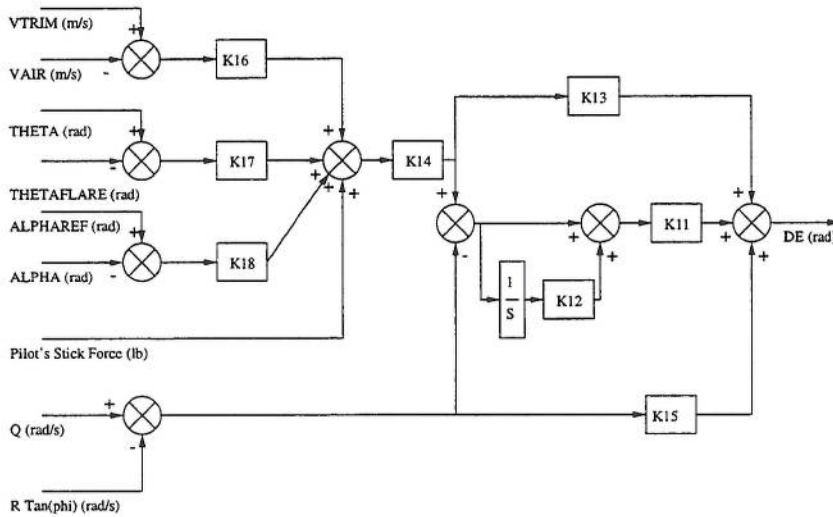 VTRIM (m/s)
+
K16
-
VAIR (m/s)
K13
THETA (rad)
+
+
+
K17
+
K14
-
+
+
THETAFLARE (rad)
+
+
ALPHAREF (rad)
+
K11
+
DE (rad)
+
-
+
+
K18
ALPHA (rad)
-
1
S
K12
Pilot's Stick Force (lb)
+
K15
Q (rad/s)
-
R Tan(phi) (rad/s)